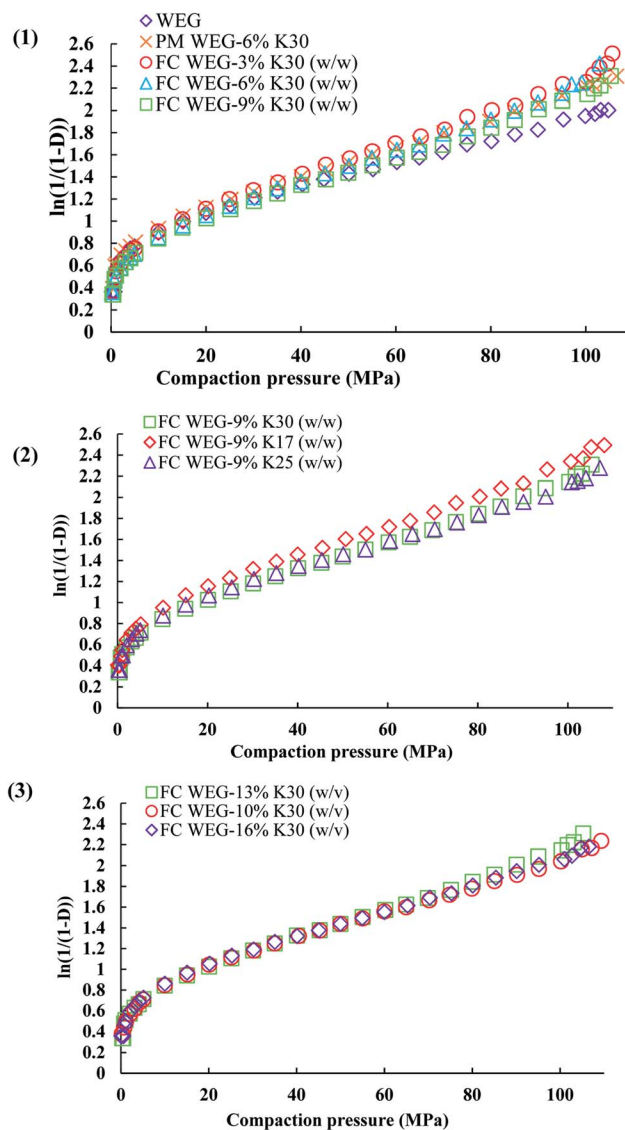 (1)
WEG
PM WEG-6% K30
FC WEG-3% K30 (w/w)
FC WEG-6% K30 (w/w)
FC WEG-9% K30 (w/w)
ln(1/(1-D))
2.6
2.4
2.2
2
1.8
1.6
1.4
1.2
1
0.8
0.6
0.4
0.2
0
0 20 40 60 80 100
Compaction pressure (MPa)
(2)
FC WEG-9% K30 (w/w)
FC WEG-9% K17 (w/w)
FC WEG-9% K25 (w/w)
ln(1/(1-D))
2.6
2.4
2.2
2
1.8
1.6
1.4
1.2
1
0.8
0.6
0.4
0.2
0
0 20 40 60 80 100
Compaction pressure (MPa)
(3)
FC WEG-13% K30 (w/v)
FC WEG-10% K30 (w/v)
FC WEG-16% K30 (w/v)
ln(1/(1-D))
2.6
2.4
2.2
2
1.8
1.6
1.4
1.2
1
0.8
0.6
0.4
0.2
0
0 20 40 60 80 100
Compaction pressure (MPa)